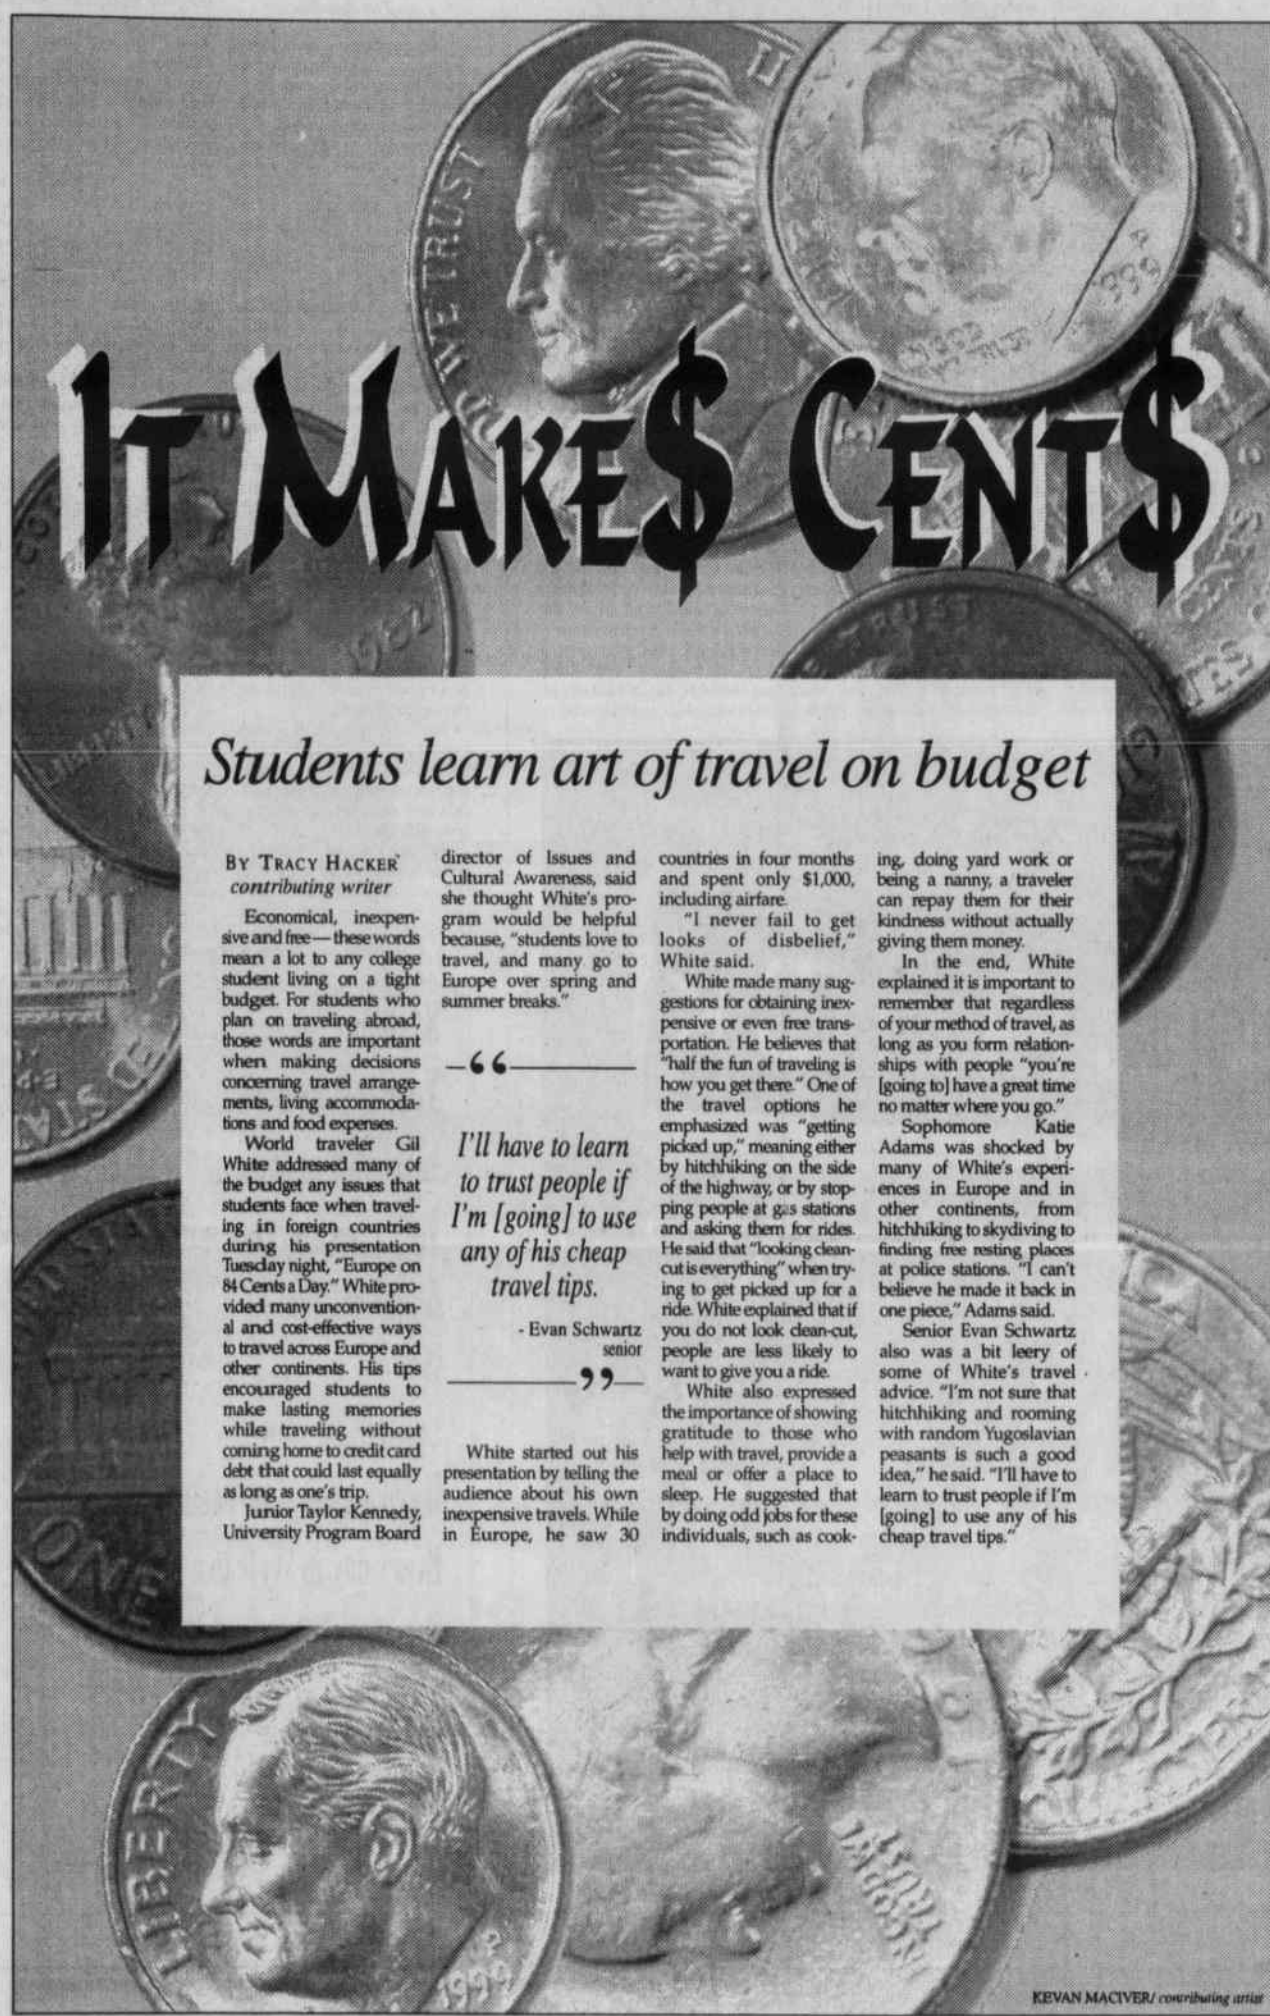 IT MAKE$ CENT$
Students learn art of travel on budget
BY TRACY HACKER
contributing writer
Economical, inexpen-
sive and free — these words
mean a lot to any college
student living on a tight
budget. For students who
plan on traveling abroad,
those words are important
when making decisions
concerning travel arrange-
ments, living accommoda-
tions and food expenses.
World traveler Gil
White addressed many of
the budget any issues that
students face when travel-
ing in foreign countries
during his presentation
Tuesday night, "Europe on
84 Cents a Day." White pro-
vided many unconvention-
al and cost-effective ways
to travel across Europe and
other continents. His tips
encouraged students to
make lasting memories
while traveling without
coming home to credit card
debt that could last equally
as long as one's trip.
Junior Taylor Kennedy,
University Program Board
director of Issues and
Cultural Awareness, said
she thought White's pro-
gram would be helpful
because, "students love to
travel, and many go to
Europe over spring and
summer breaks."
“
I'll have to learn
to trust people if
I'm [going] to use
any of his cheap
travel tips.
- Evan Schwartz
senior
”
White started out his
presentation by telling the
audience about his own
inexpensive travels. While
in Europe, he saw 30
countries in four months
and spent only $1,000,
including airfare.
"I never fail to get
looks of disbelief,"
White said.
White made many sug-
gestions for obtaining inex-
pensive or even free trans-
portation. He believes that
"half the fun of traveling is
how you get there." One of
the travel options he
emphasized was "getting
picked up," meaning either
by hitchhiking on the side
of the highway, or by stop-
ping people at gas stations
and asking them for rides.
He said that "looking clean-
cut is everything" when try-
ing to get picked up for a
ride. White explained that if
you do not look clean-cut,
people are less likely to
want to give you a ride.
White also expressed
the importance of showing
gratitude to those who
help with travel, provide a
meal or offer a place to
sleep. He suggested that
by doing odd jobs for these
individuals, such as cook-
ing, doing yard work or
being a nanny, a traveler
can repay them for their
kindness without actually
giving them money.
In the end, White
explained it is important to
remember that regardless
of your method of travel, as
long as you form relation-
ships with people "you're
[going to] have a great time
no matter where you go."
Sophomore Katie
Adams was shocked by
many of White's experi-
ences in Europe and in
other continents, from
hitchhiking to skydiving to
finding free resting places
at police stations. "I can't
believe he made it back in
one piece," Adams said.
Senior Evan Schwartz
also was a bit leery of
some of White's travel
advice. "I'm not sure that
hitchhiking and rooming
with random Yugoslavian
peasants is such a good
idea," he said. "I'll have to
learn to trust people if I'm
[going] to use any of his
cheap travel tips."
WE TRUST
1982
ONE
LIBERTY
P
1999
IN GOD WE
TRUST
KEVAN MACIVER/ contributing artist